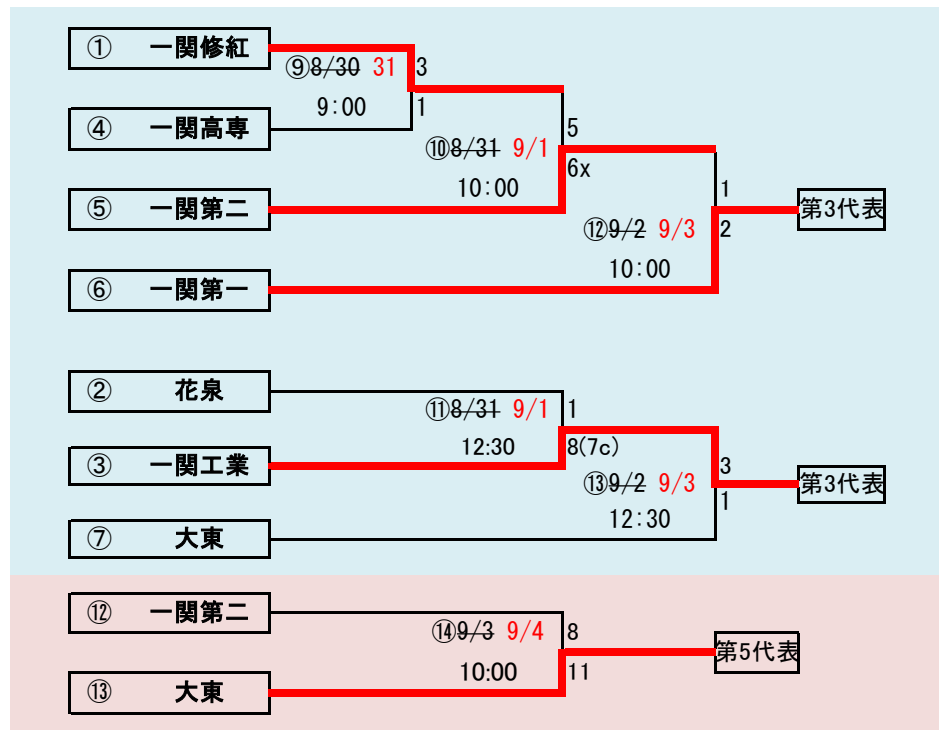 ① 一関修紅
⑨8/30 31 3
9:00 1
④ 一関高専
5
⑩8/31 9/1
6x
10:00
1
⑤ 一関第二
第3代表
⑫9/2 9/3 2
10:00
⑥ 一関第一
② 花泉
⑪8/31 9/1 1
12:30 8(7c)
③ 一関工業
3
⑬9/2 9/3
第3代表
1
12:30
⑦ 大東
⑫ 一関第二
⑭9/3 9/4 8
第5代表
10:00 11
⑬ 大東